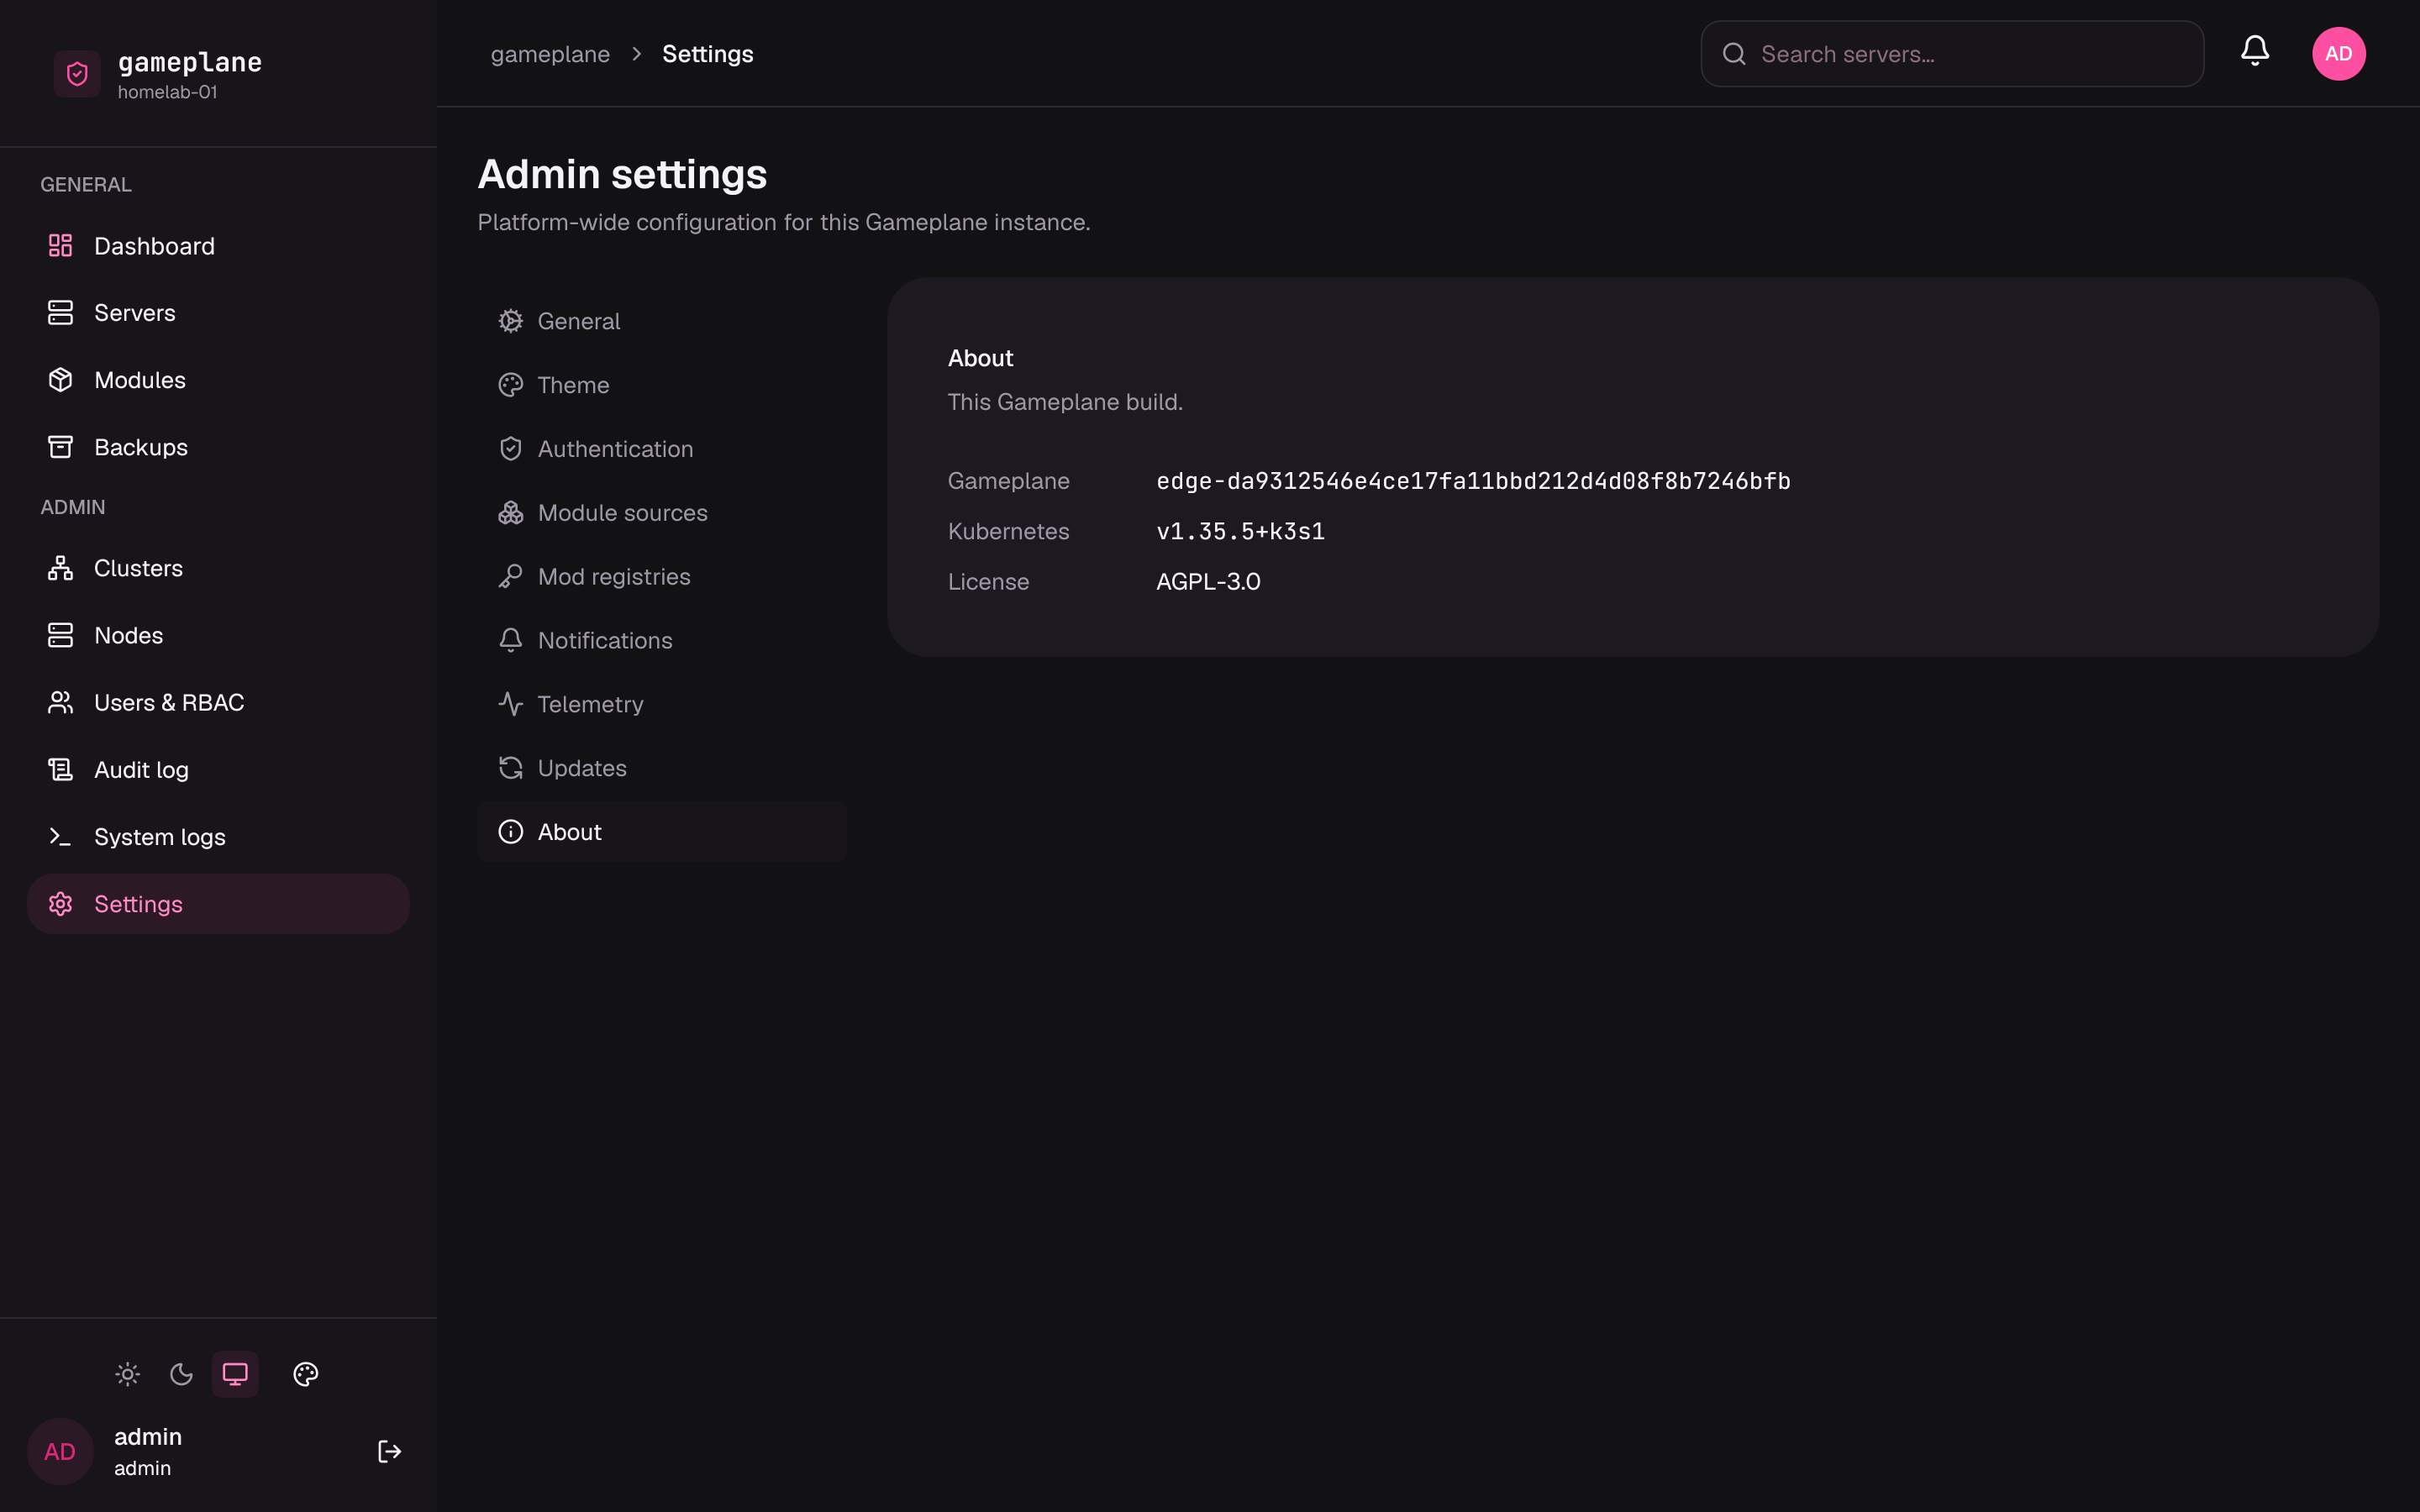 gameplane
homelab-01
GENERAL
Dashboard
Servers
Modules
Backups
ADMIN
Clusters
Nodes
Users & RBAC
Audit log
System logs
Settings
AD
admin
admin
gameplane > Settings
Search servers...
AD
Admin settings
Platform-wide configuration for this Gameplane instance.
General
Theme
Authentication
Module sources
Mod registries
Notifications
Telemetry
Updates
About
About
This Gameplane build.
Gameplane edge-da9312546e4ce17fa11bbd212d4d08f8b7246bfb
Kubernetes v1.35.5+k3s1
License AGPL-3.0